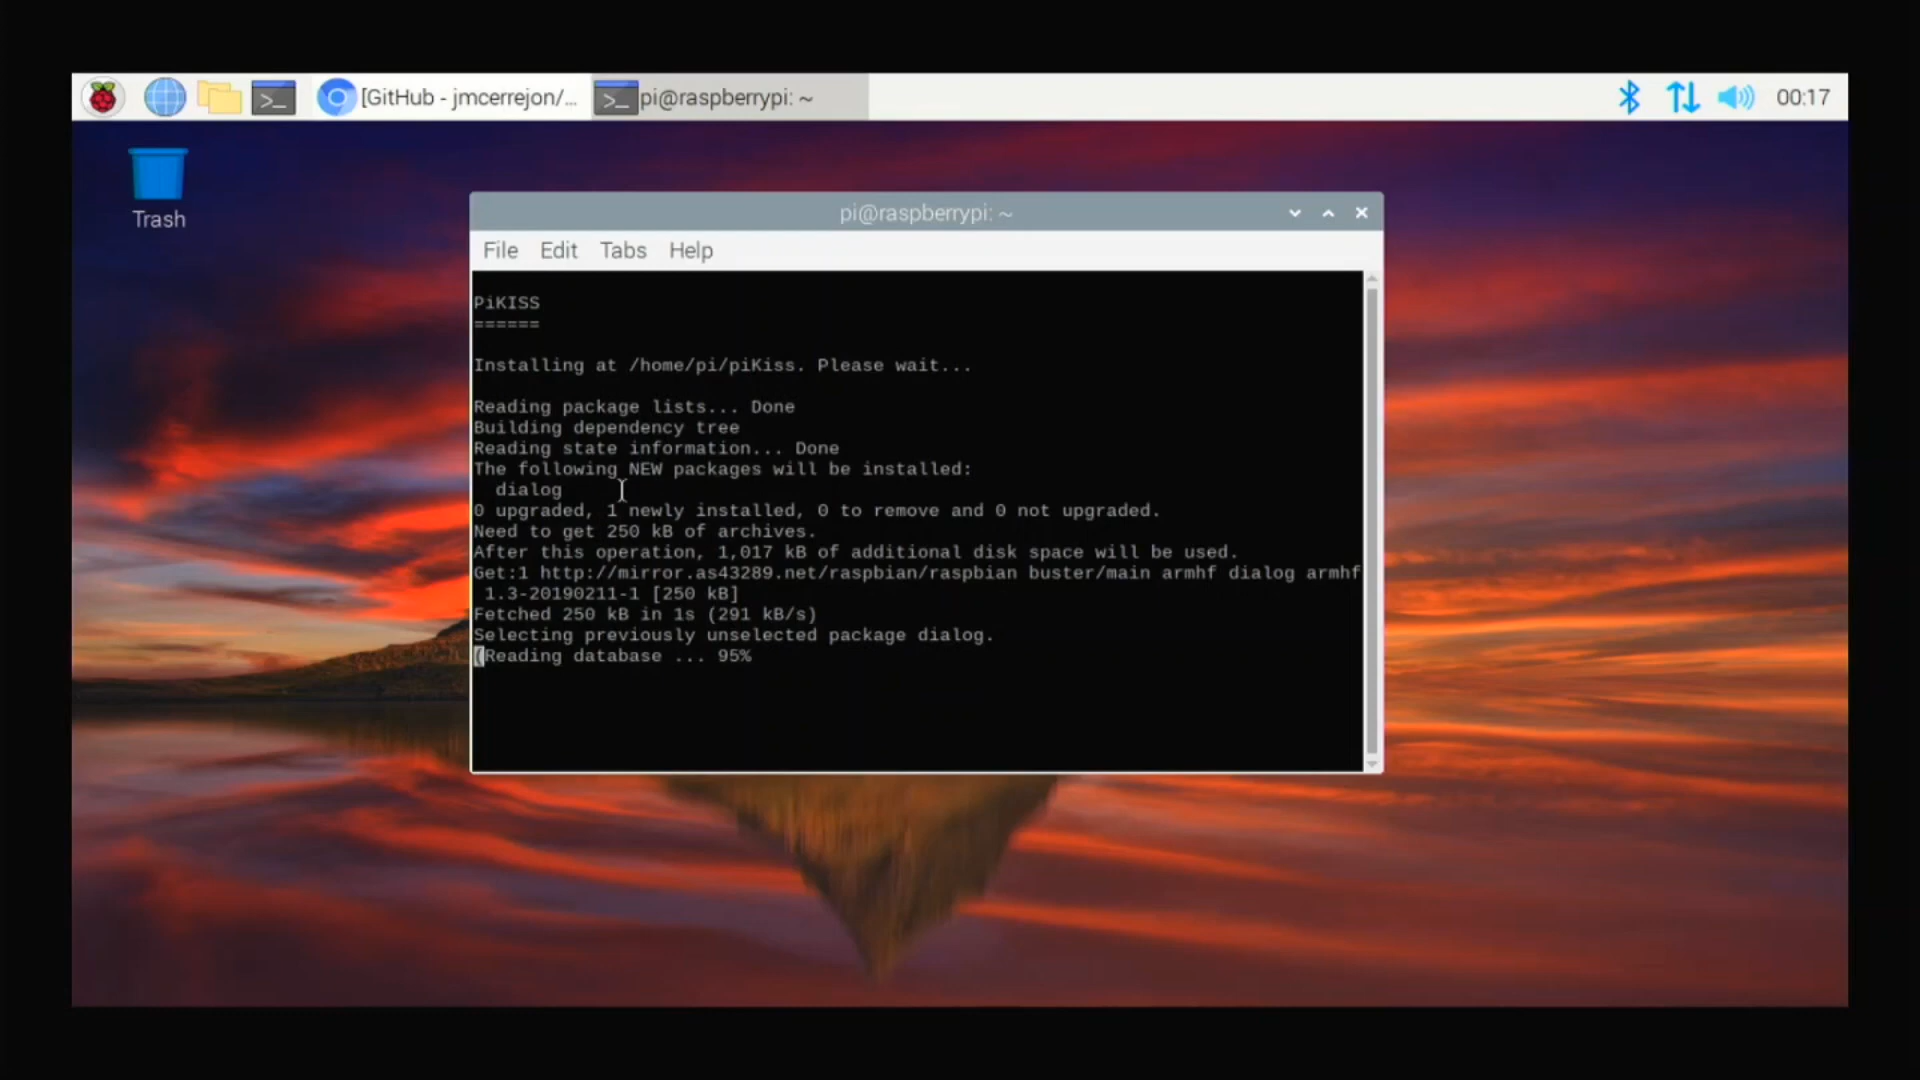 [GitHub - jmcerrejon/...
pi@raspberrypi: ~
00:17
Trash
pi@raspberrypi: ~
File Edit Tabs Help
PiKISS
======
Installing at /home/pi/piKiss. Please wait...
Reading package lists... Done
Building dependency tree
Reading state information... Done
The following NEW packages will be installed:
dialog
0 upgraded, 1 newly installed, 0 to remove and 0 not upgraded.
Need to get 250 kB of archives.
After this operation, 1,017 kB of additional disk space will be used.
Get:1 http://mirror.as43289.net/raspbian/raspbian buster/main armhf dialog armhf
1.3-20190211-1 [250 kB]
Fetched 250 kB in 1s (291 kB/s)
Selecting previously unselected package dialog.
(Reading database ... 95%